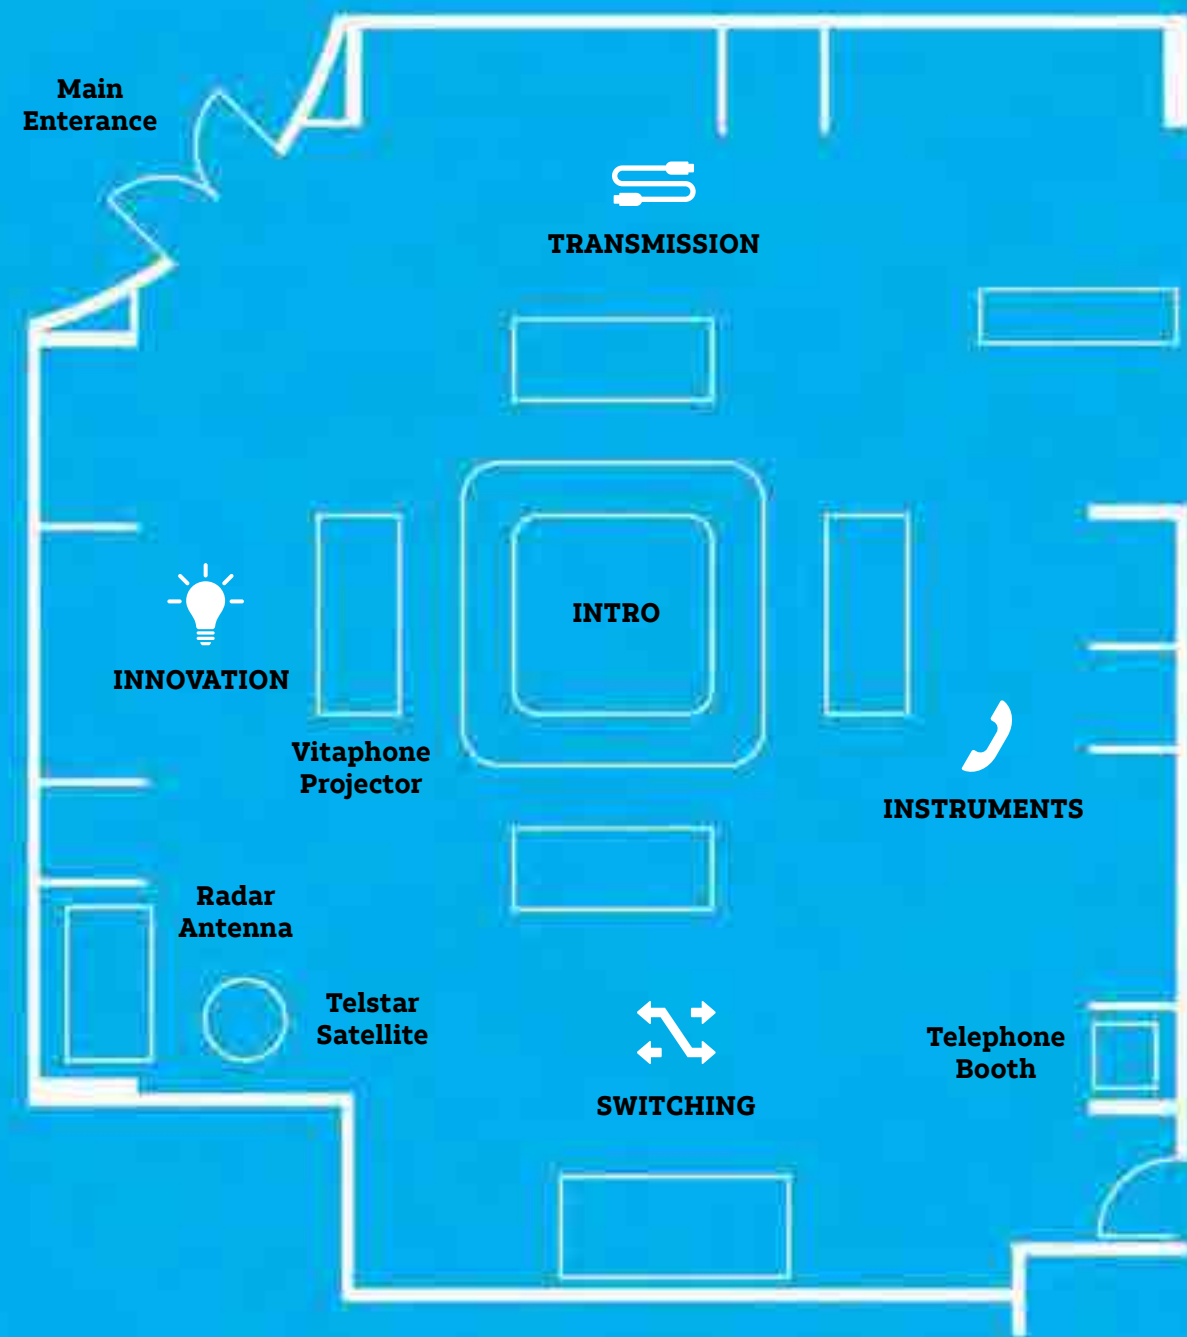 Main
Enterance
TRANSMISSION
INTRO
INNOVATION
Vitaphone
Projector
INSTRUMENTS
Radar
Antenna
Telstar
Satellite
Telephone
Booth
SWITCHING